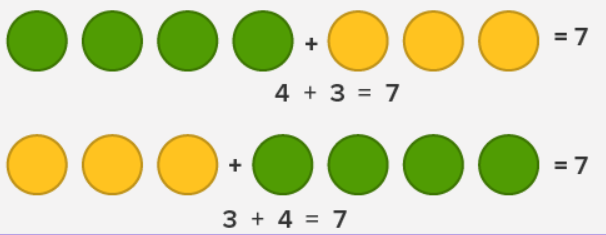 + = 7
4 + 3 = 7
+ = 7
3 + 4 = 7